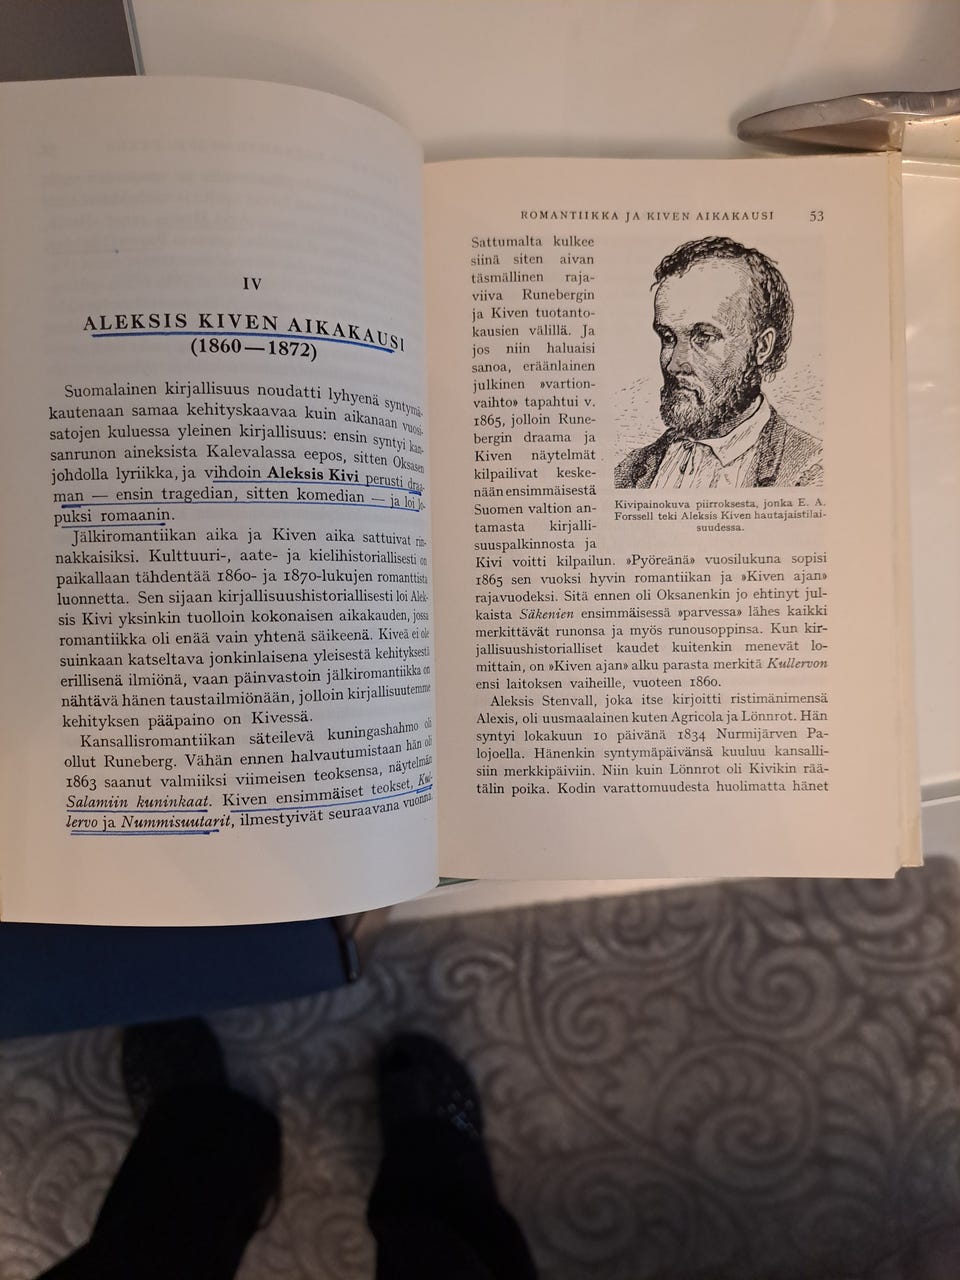 IV
ALEKSIS KIVEN AIKAKAUSI
(1860—1872)
Suomalainen kirjallisuus noudatti lyhyenä syntymä-
kautenaan samaa kehityskaavaa kuin aikanaan vuosi-
satojen kuluessa yleinen kirjallisuus: ensin syntyi kan-
sanrunon aineksista Kalevalassa eepos, sitten Oksasen
johdolla lyriikka, ja vihdoin Aleksis Kivi perusti draa-
man — ensin tragedian, sitten komedian — ja loi lo-
puksi romaanin.
Jälkiromantiikan aika ja Kiven aika sattuivat rin-
nakkaisiksi. Kulttuuri-, aate- ja kielihistoriallisesti on
paikallaan tähdentää 1860- ja 1870-lukujen romanttista
luonnetta. Sen sijaan kirjallisuushistoriallisesti loi Alek-
sis Kivi yksinkin tuolloin kokonaisen aikakauden, jossa
romantiikka oli enää vain yhtenä säikeenä. Kiveä ei ole
suinkaan katseltava jonkinlaisena yleisestä kehityksestä
erillisenä ilmiönä, vaan päinvastoin jälkiromantiikka on
nähtävä hänen taustailmiönään, jolloin kirjallisuutemme
kehityksen pääpaino on Kivessä.
Kansallisromantiikan säteilevä kuningashahmo oli
ollut Runeberg. Vähän ennen halvautumistaan hän oli
1863 saanut valmiiksi viimeisen teoksensa, näytelmän
Salamiin kuninkaat. Kiven ensimmäiset teokset, Kul-
lervo ja Nummisuutarit, ilmestyivät seuraavana vuonna.
ROMANTIIKKA JA KIVEN AIKAKAUSI 53
Sattumalta kulkee
siinä siten aivan
täsmällinen raja-
viiva Runebergin
ja Kiven tuotanto-
kausien välillä. Ja
jos niin haluaisi
sanoa, eräänlainen
julkinen »vartion-
vaihto» tapahtui v.
1865, jolloin Rune-
bergin draama ja
Kiven näytelmät
kilpailivat keske-
nään ensimmäisestä
Suomen valtion an-
tamasta kirjalli-
suuspalkinnosta ja
Kivipainokuva piirroksesta, jonka E. A.
Forssell teki Aleksis Kiven hautajaistilai-
suudessa.
Kivi voitti kilpailun. »Pyöreänä» vuosilukuna sopisi
1865 sen vuoksi hyvin romantiikan ja »Kiven ajan»
rajavuodeksi. Sitä ennen oli Oksanenkin jo ehtinyt jul-
kaista Säkenien ensimmäisessä »parvessa» lähes kaikki
merkittävät runonsa ja myös runousoppinsa. Kun kir-
jallisuushistorialliset kaudet kuitenkin menevät lo-
mittain, on »Kiven ajan» alku parasta merkitä Kullervon
ensi laitoksen vaiheille, vuoteen 1860.
Aleksis Stenvall, joka itse kirjoitti ristimänimensä
Alexis, oli uusmaalainen kuten Agricola ja Lönnrot. Hän
syntyi lokakuun 10 päivänä 1834 Nurmijärven Pa-
lojoella. Hänenkin syntymäpäivänsä kuuluu kansalli-
siin merkkipäiviin. Niin kuin Lönnrot oli Kivikin rää-
tälin poika. Kodin varattomuudesta huolimatta hänet